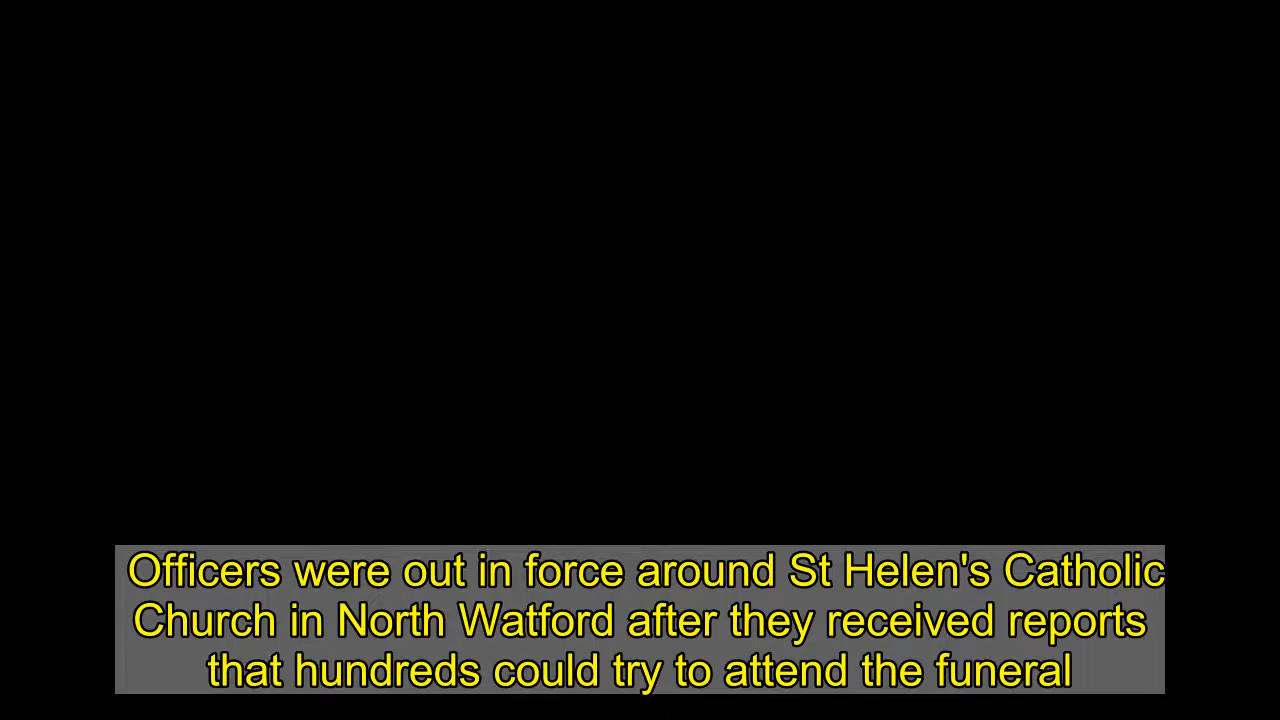 Officers were out in force around St Helen's Catholic
Church in North Watford after they received reports
that hundreds could try to attend the funeral